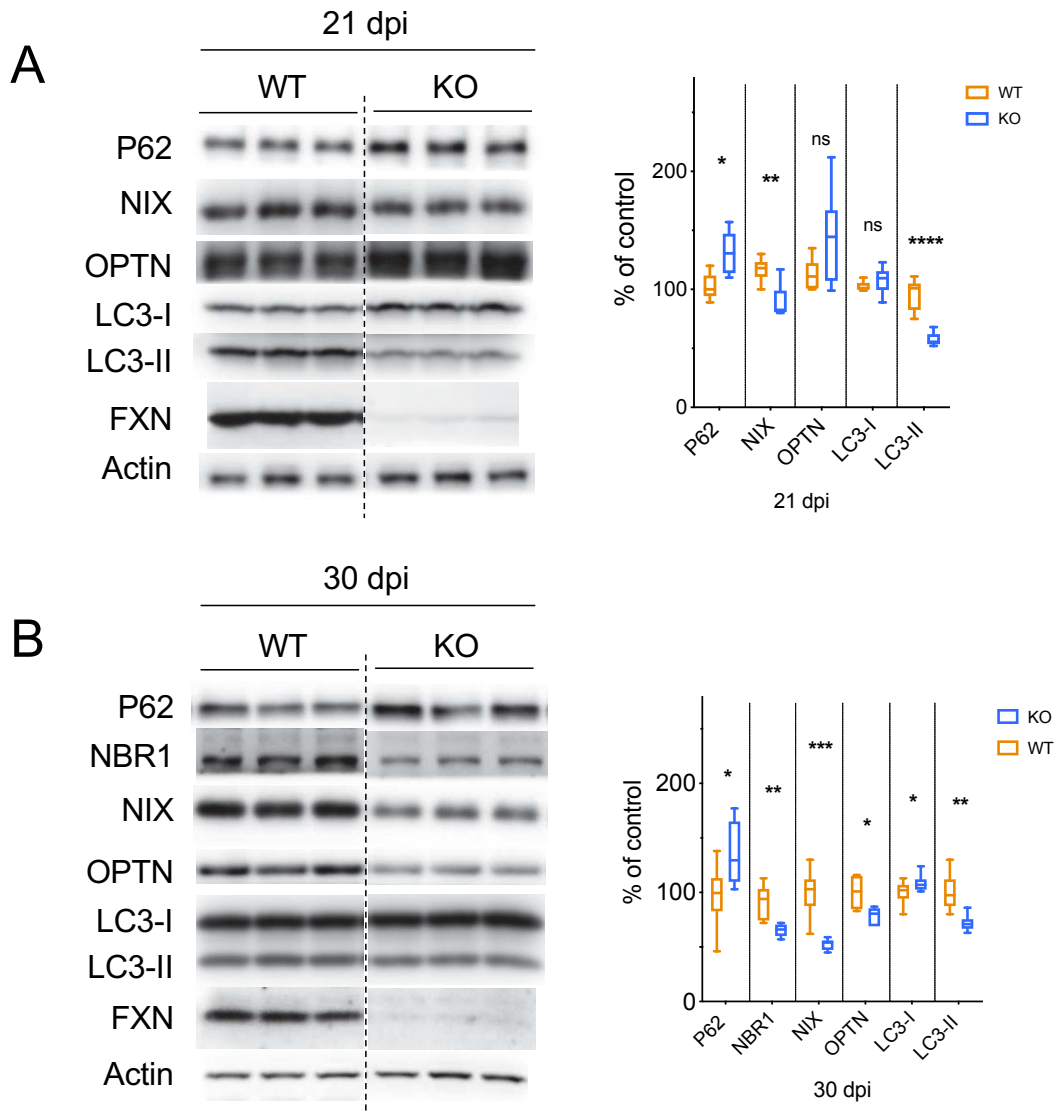 A
21 dpi
WT KO
P62
NIX
OPTN
LC3-I
LC3-II
FXN
Actin
% of control
200
100
0
* ** ns ns ****
WT
KO
P62 NIX OPTN LC3-I LC3-II
21 dpi
B
30 dpi
WT KO
P62
NBR1
NIX
OPTN
LC3-I
LC3-II
FXN
Actin
% of control
200
100
0
* ** *** * * **
KO
WT
P62 NBR1 NIX OPTN LC3-I LC3-II
30 dpi